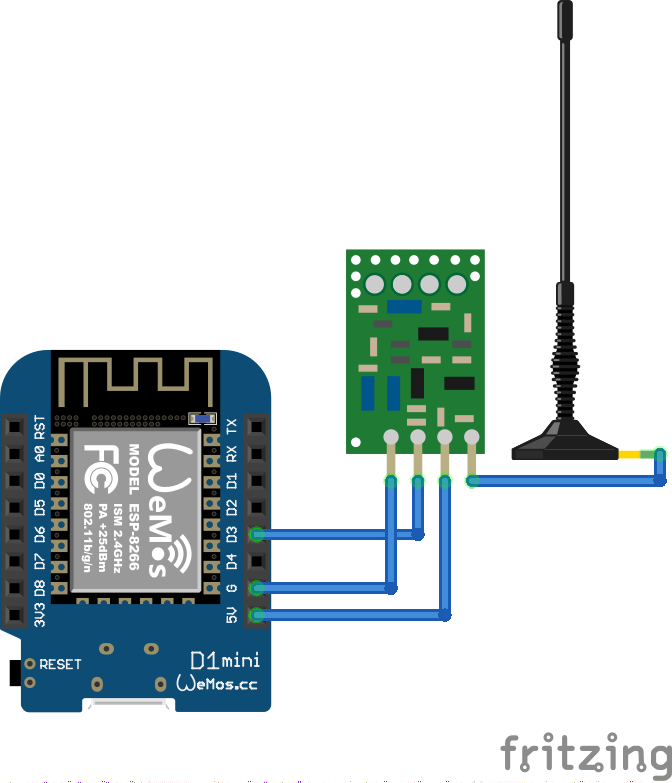 RST
A0
D0
D5
D6
D7
D8
3V3
TX
RX
D1
D2
D3
D4
G
5V
WeMos
MODEL ESP-8266
ISM 2.4GHz
PA +25dBm
802.11b/g/n
FC
RESET
D1mini
WeMos.cc
fritzing